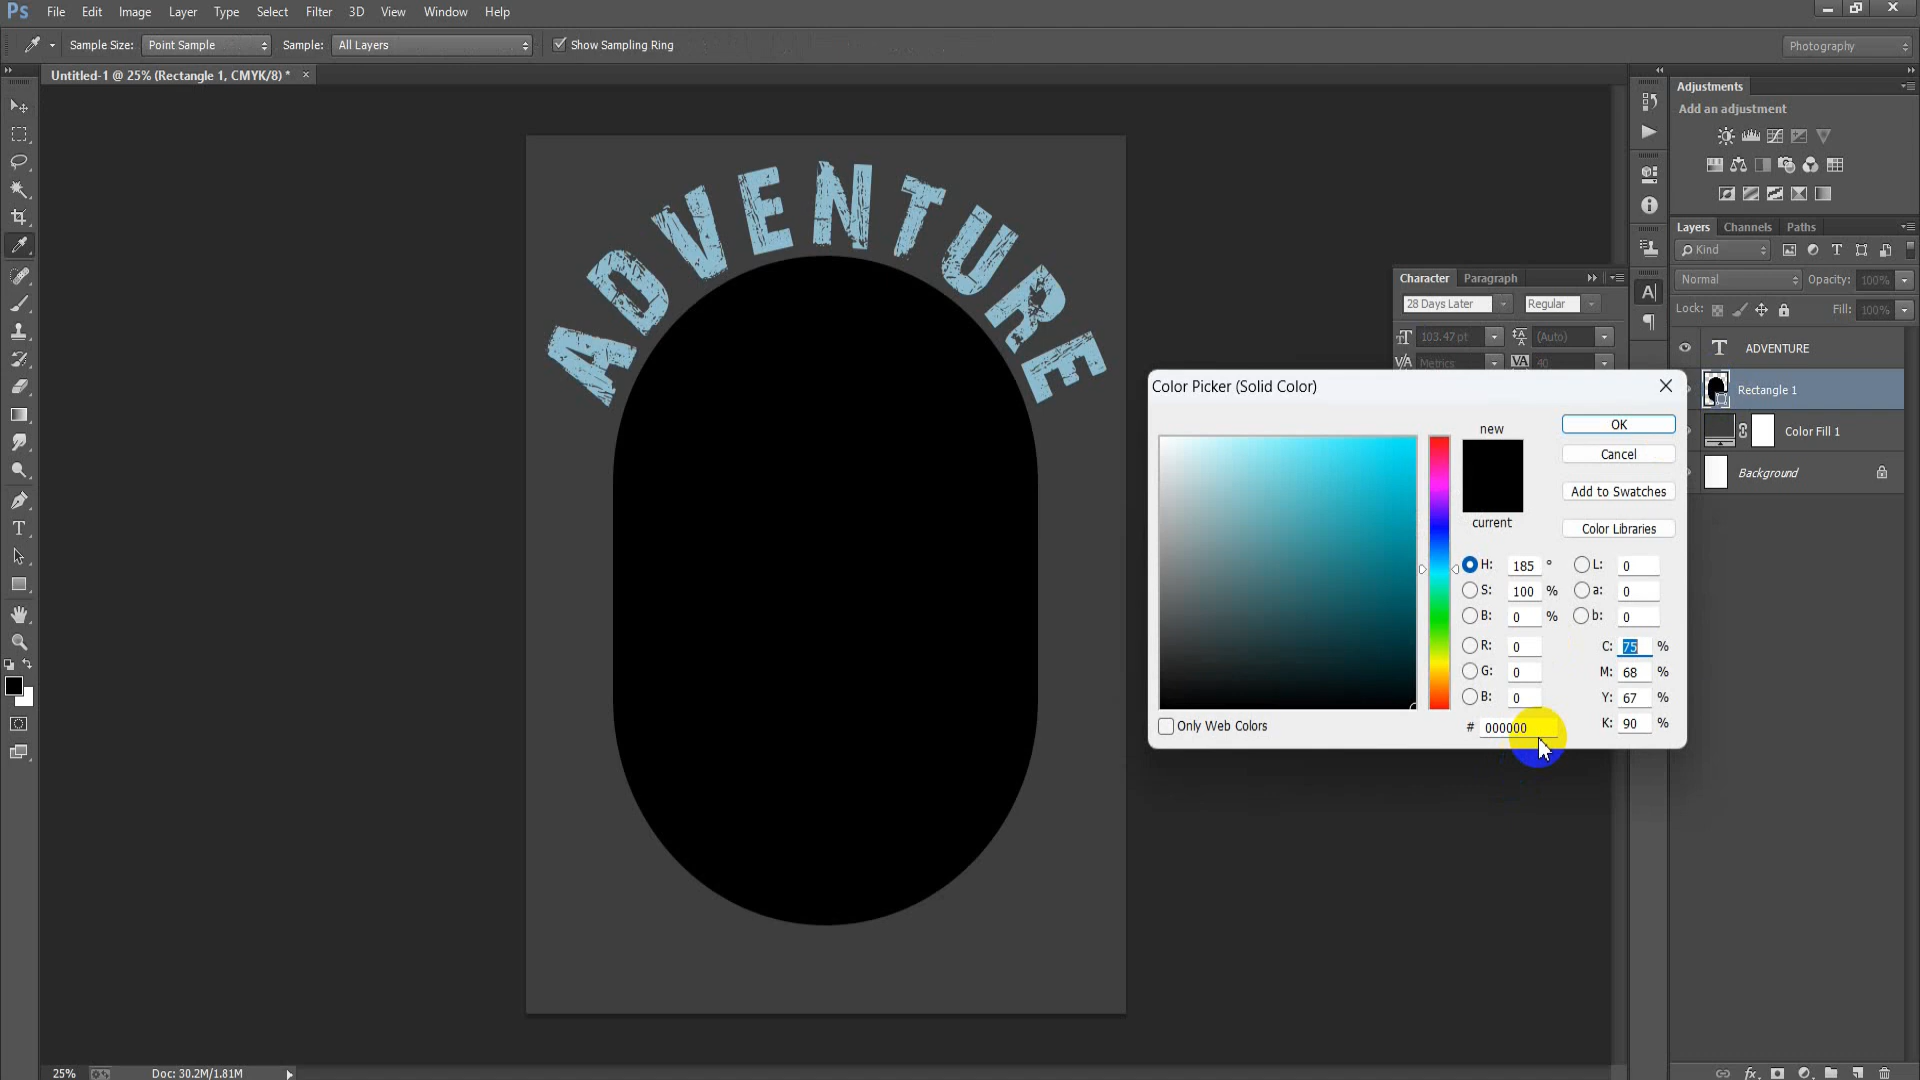 Ps File Edit Image Layer Type Select Filter 3D View Window Help
Sample Size: Point Sample Sample: All Layers Show Sampling Ring Photography
Untitled-1 @ 25% (Rectangle 1, CMYK/8) * ×
Adjustments
Add an adjustment
ADVENTURE
Layers Channels Paths
Kind
Normal Opacity: 100%
Lock: Fill: 100%
Character Paragraph
28 Days Later Regular
103.47 pt (Auto)
Metrics VA 40
ADVENTURE
Rectangle 1
Color Fill 1
Background
Color Picker (Solid Color)
new
current
OK
Cancel
Add to Swatches
Color Libraries
H: 185 ° L: 0
S: 100 % a: 0
B: 0 % b: 0
R: 0 C: 75 %
G: 0 M: 68 %
B: 0 Y: 67 %
# 000000 K: 90 %
Only Web Colors
25% Doc: 30.2M/1.81M